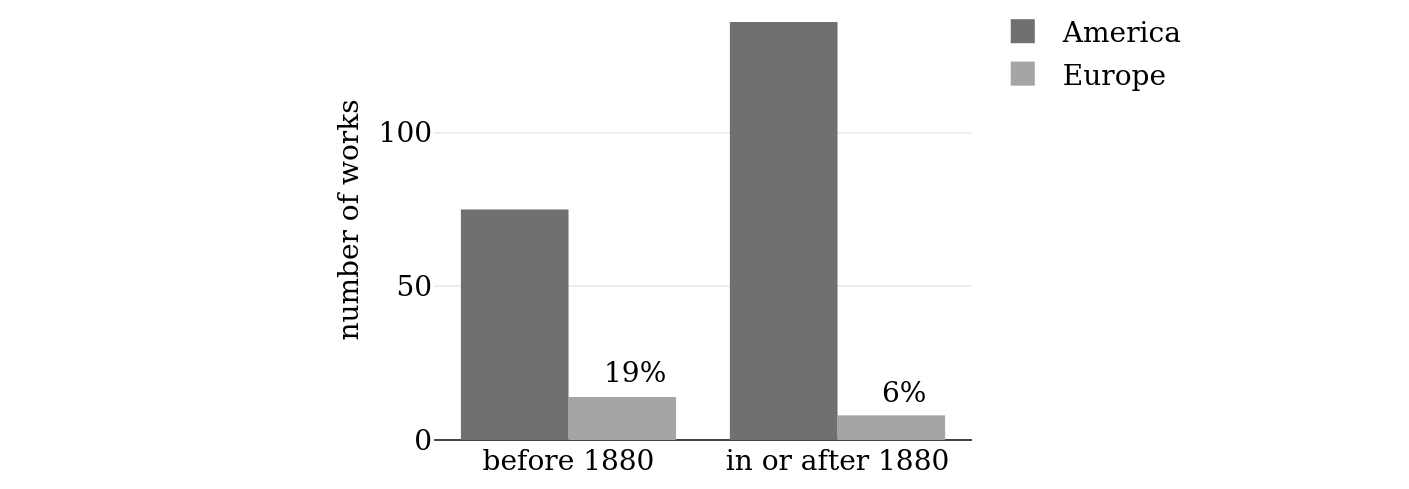 America
Europe
number of works
100
50
0
19%
6%
before 1880
in or after 1880